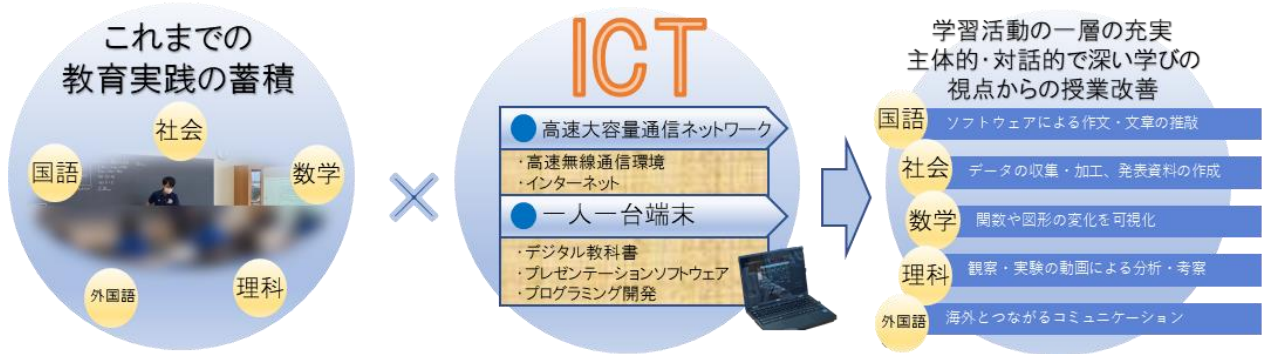 これまでの
教育実践の蓄積
社会
国語
数学
外国語
理科
×
ICT
高速大容量通信ネットワーク
・高速無線通信環境
・インターネット
一人一台端末
・デジタル教科書
・プレゼンテーションソフトウェア
・プログラミング開発
学習活動の一層の充実
主体的・対話的で深い学びの
視点からの授業改善
国語 ソフトウェアによる作文・文章の推敲
社会 データの収集・加工、発表資料の作成
数学 関数や図形の変化を可視化
理科 観察・実験の動画による分析・考察
外国語 海外とつながるコミュニケーション